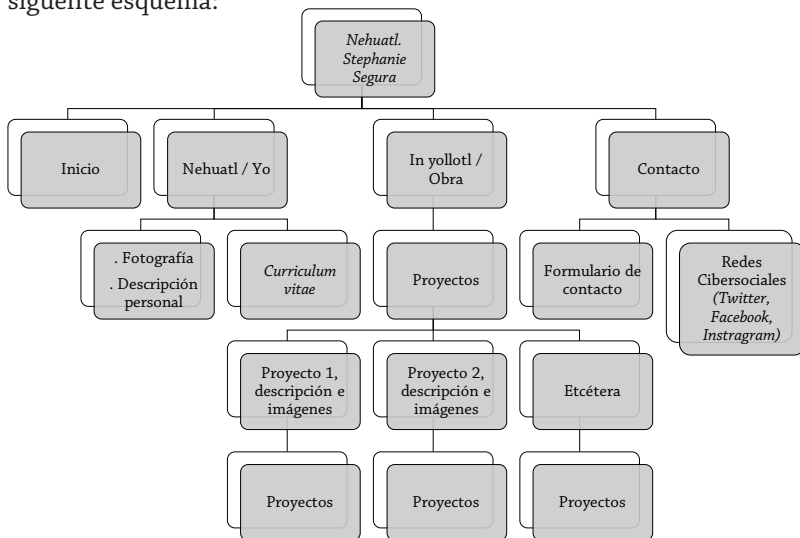 siguiente esquema:
Nehuatl.
Stephanie
Segura
Inicio
Nehuatl / Yo
In yollotl /
Obra
Contacto
. Fotografía
. Descripción
personal
Curriculum
vitae
Proyectos
Formulario de
contacto
Redes
Cibersociales
(Twitter,
Facebook,
Instragram)
Proyecto 1,
descripción e
imágenes
Proyecto 2,
descripción e
imágenes
Etcétera
Proyectos
Proyectos
Proyectos